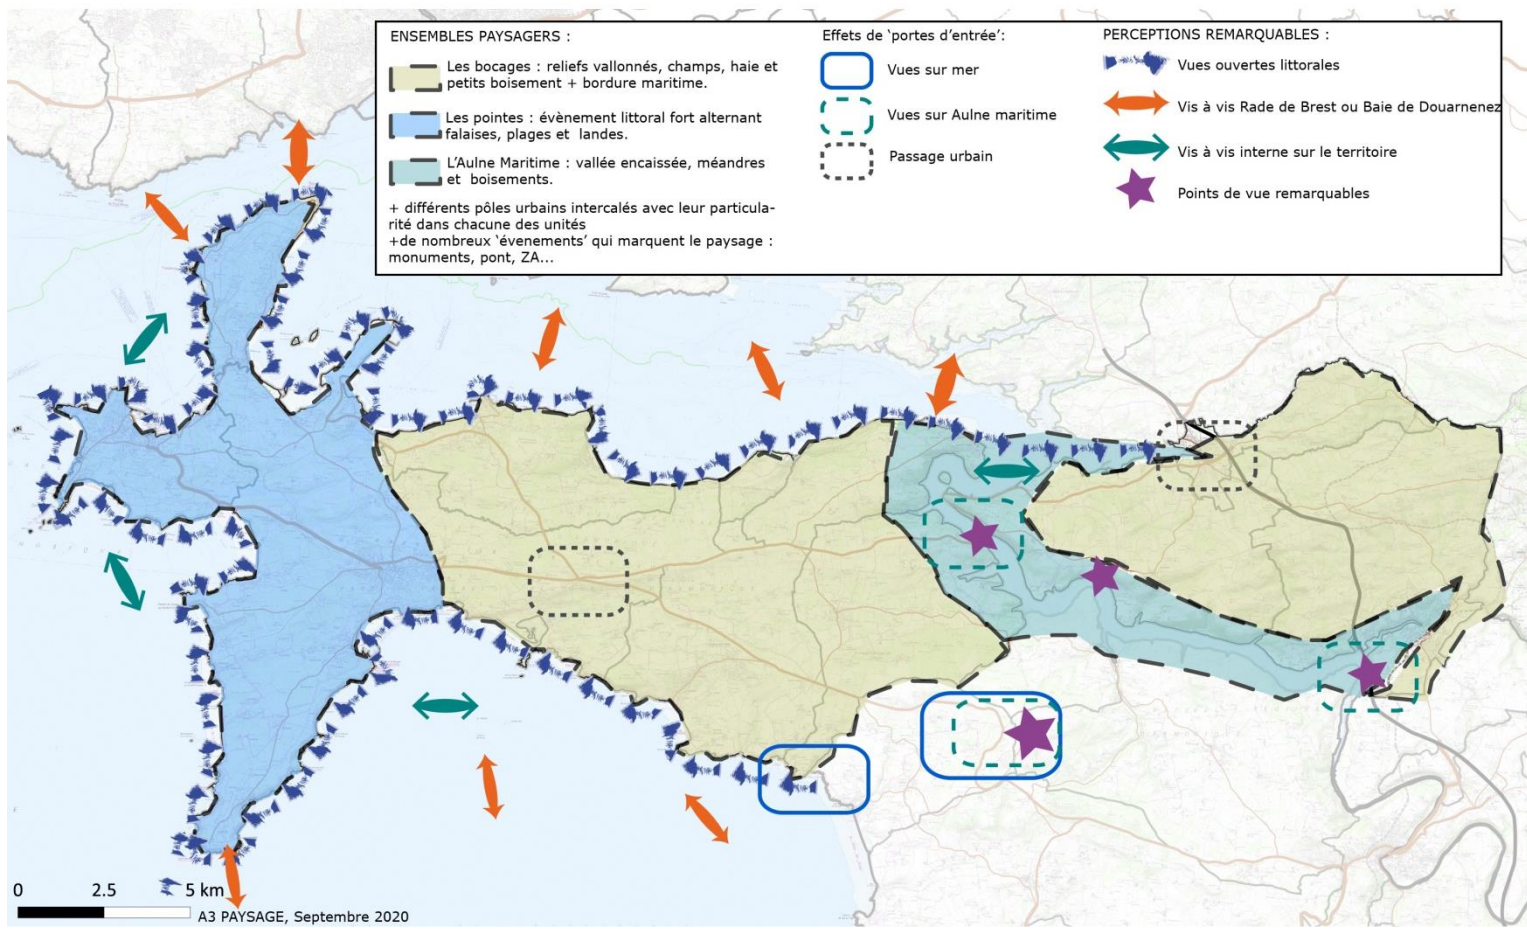 ENSEMBLES PAYSAGERS :
Les bocages : reliefs vallonnés, champs, haie et
petits boisement + bordure maritime.
Les pointes : évènement littoral fort alternant
falaises, plages et landes.
L'Aulne Maritime : vallée encaissée, méandres
et boisements.
+ différents pôles urbains intercalés avec leur particula-
rité dans chacune des unités
+de nombreux ‘évenements’ qui marquent le paysage :
monuments, pont, ZA...
Effets de ‘portes d’entrée’:
Vues sur mer
Vues sur Aulne maritime
Passage urbain
PERCEPTIONS REMARQUABLES :
Vues ouvertes littorales
Vis à vis Rade de Brest ou Baie de Douarnenez
Vis à vis interne sur le territoire
Points de vue remarquables
0 2.5 5 km
A3 PAYSAGE, Septembre 2020